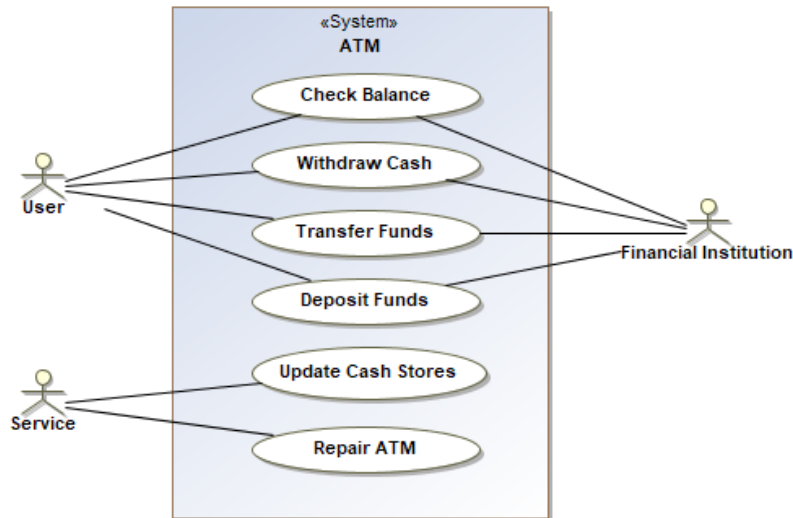 «System»
ATM
Check Balance
Withdraw Cash
User
Transfer Funds
Financial Institution
Deposit Funds
Update Cash Stores
Service
Repair ATM